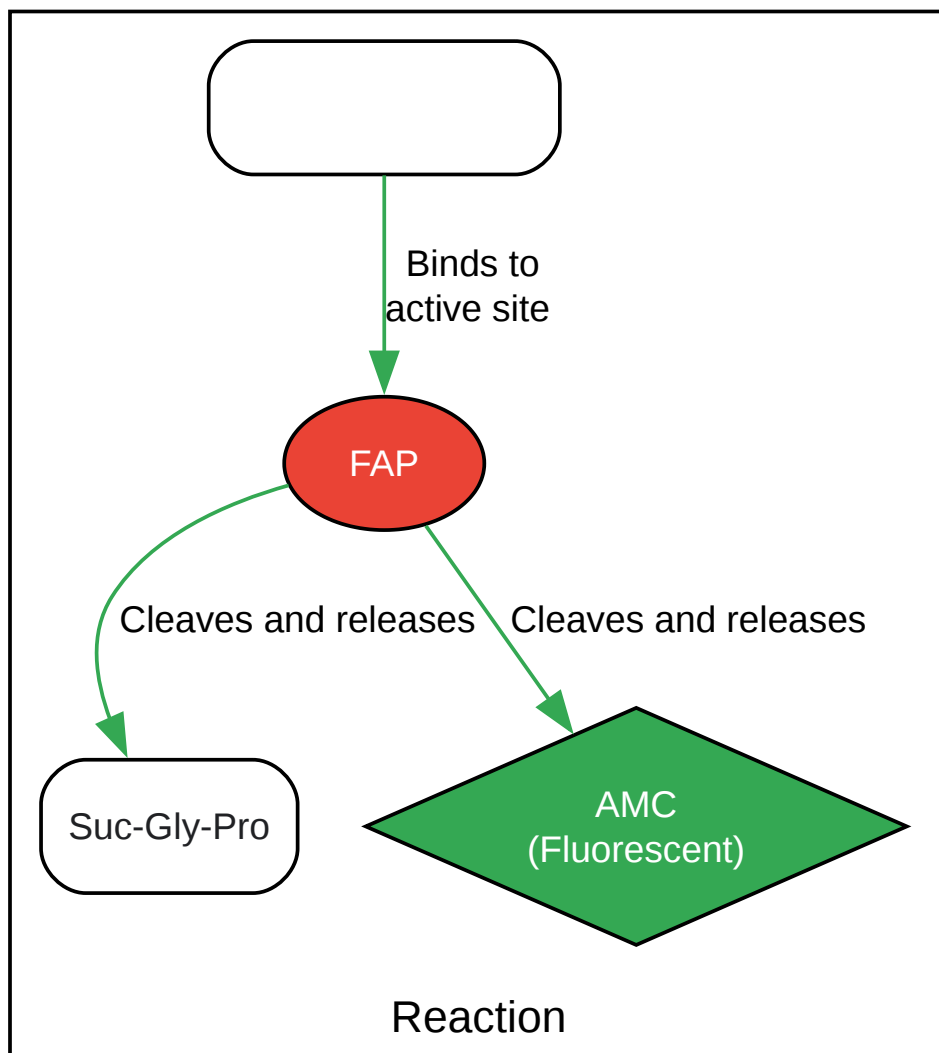 Binds to
active site
FAP
Cleaves and releases
Cleaves and releases
Suc-Gly-Pro
AMC
(Fluorescent)
Reaction